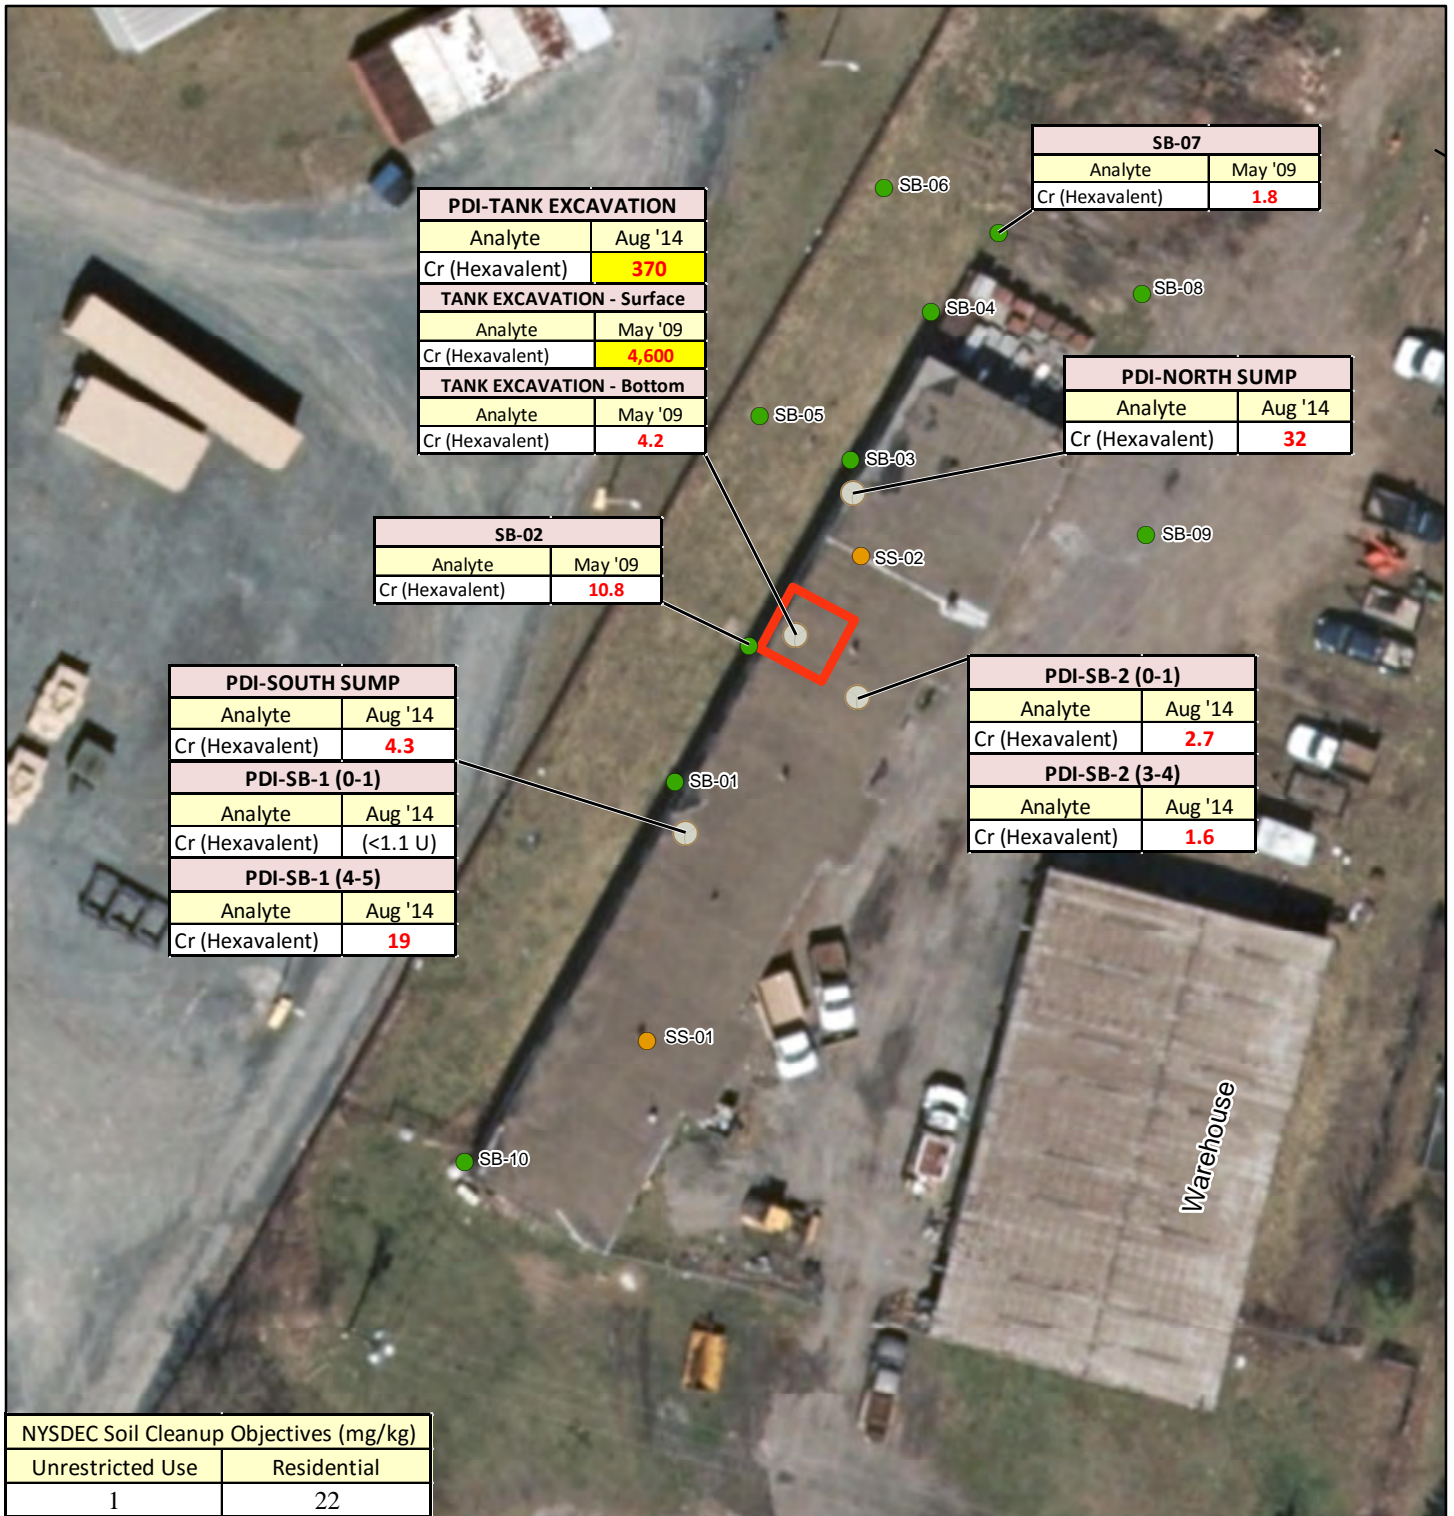 SB-07
Analyte May '09
Cr (Hexavalent) 1.8
SB-06
PDI-TANK EXCAVATION
Analyte Aug '14
Cr (Hexavalent) 370
TANK EXCAVATION - Surface
Analyte May '09
Cr (Hexavalent) 4,600
TANK EXCAVATION - Bottom
Analyte May '09
Cr (Hexavalent) 4.2
SB-08
SB-04
PDI-NORTH SUMP
Analyte Aug '14
Cr (Hexavalent) 32
SB-05
SB-03
SB-02
Analyte May '09
Cr (Hexavalent) 10.8
SS-02
SB-09
PDI-SOUTH SUMP
Analyte Aug '14
Cr (Hexavalent) 4.3
PDI-SB-1 (0-1)
Analyte Aug '14
Cr (Hexavalent) (<1.1 U)
PDI-SB-1 (4-5)
Analyte Aug '14
Cr (Hexavalent) 19
PDI-SB-2 (0-1)
Analyte Aug '14
Cr (Hexavalent) 2.7
PDI-SB-2 (3-4)
Analyte Aug '14
Cr (Hexavalent) 1.6
SB-01
SS-01
Warehouse
SB-10
NYSDEC Soil Cleanup Objectives (mg/kg)
Unrestricted Use Residential
1 22